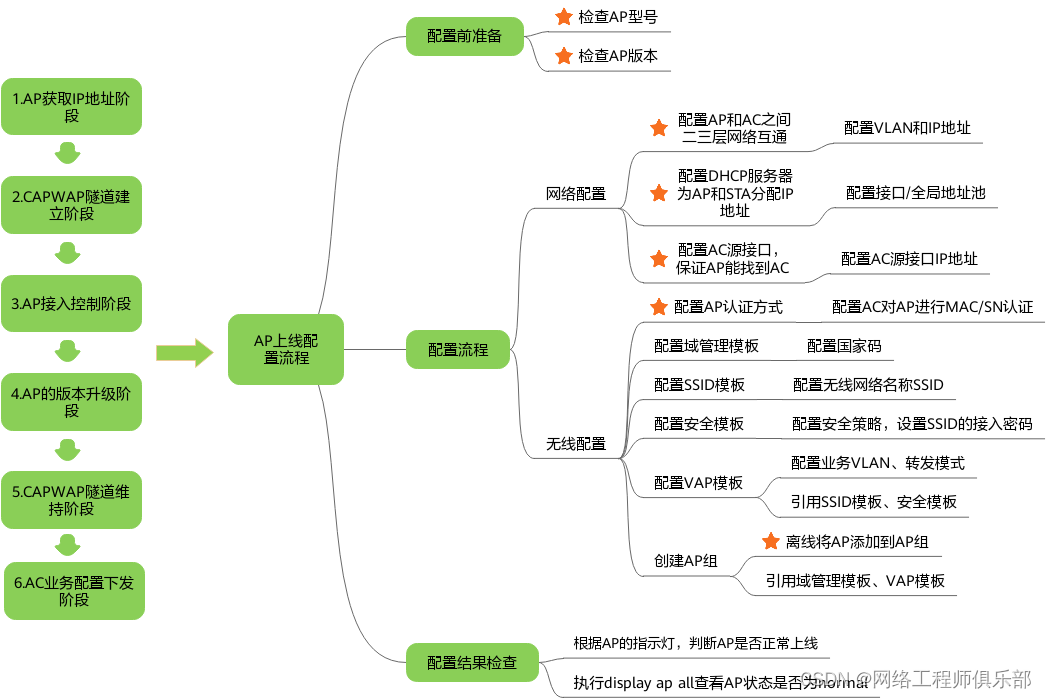 1.AP获取IP地址阶
段
2.CAPWAP隧道建
立阶段
3.AP接入控制阶段
4.AP的版本升级阶
段
5.CAPWAP隧道维
持阶段
6.AC业务配置下发
阶段
AP上线配
置流程
配置前准备
检查AP型号
检查AP版本
配置流程
网络配置
配置AP和AC之间
二三层网络互通
配置VLAN和IP地址
配置DHCP服务器
为AP和STA分配IP
地址
配置接口/全局地址池
配置AC源接口，
保证AP能找到AC
配置AC源接口IP地址
无线配置
配置AP认证方式
配置AC对AP进行MAC/SN认证
配置域管理模板
配置国家码
配置SSID模板
配置无线网络名称SSID
配置安全模板
配置安全策略，设置SSID的接入密码
配置VAP模板
配置业务VLAN、转发模式
引用SSID模板、安全模板
创建AP组
离线将AP添加到AP组
引用域管理模板、VAP模板
配置结果检查
根据AP的指示灯，判断AP是否正常上线
执行display ap all查看AP状态是否为normal
CSDN @网络工程师俱乐部